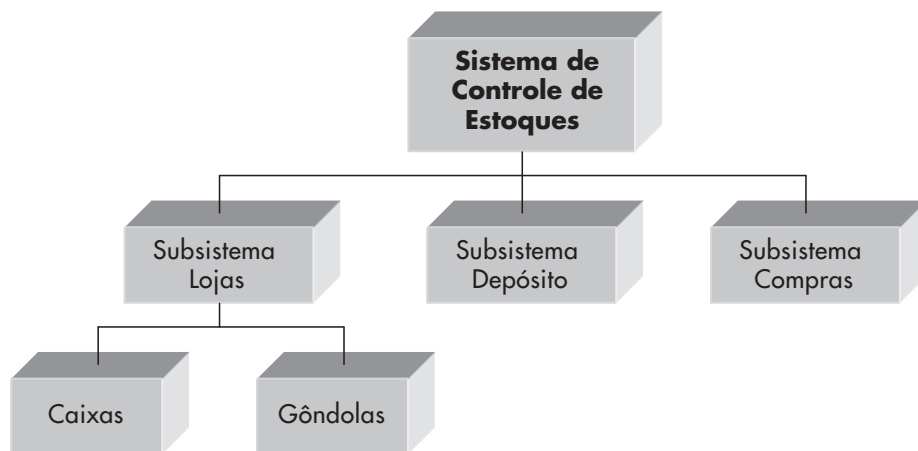 Sistema de
Controle de
Estoques
Subsistema
Lojas
Subsistema
Depósito
Subsistema
Compras
Caixas
Gôndolas